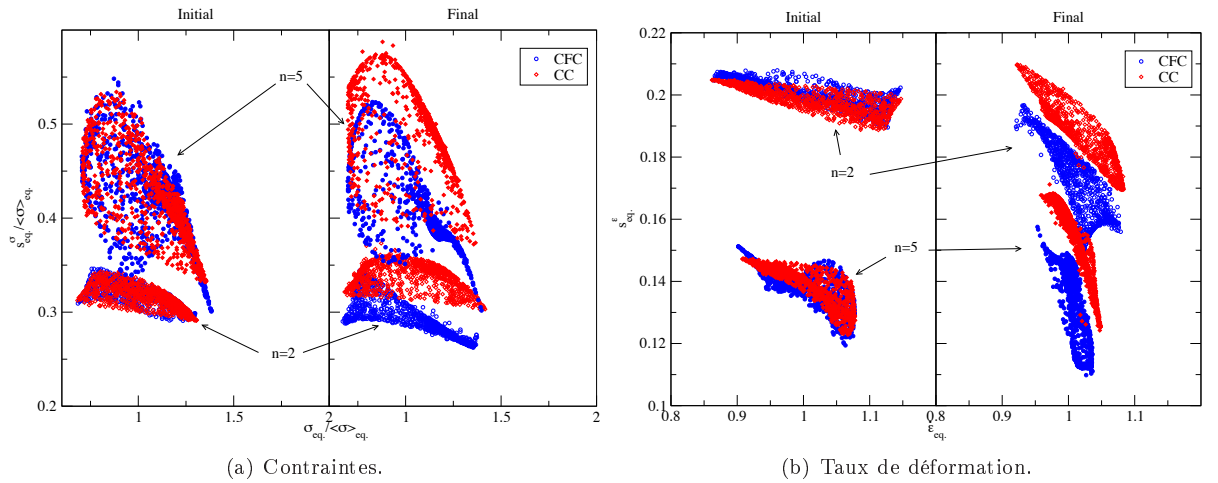 Initial
Final
CFC
CC
n=5
n=2
s^σ_eq./<σ>_eq.
0.5
0.4
0.3
0.2
1
1.5
2
1
1.5
2
σ_eq./<σ>_eq.
(a) Contraintes.
Initial
Final
CFC
CC
n=2
n=5
s^ε_eq.
0.22
0.2
0.18
0.16
0.14
0.12
0.1
0.8
0.9
1
1.1
0.8
0.9
1
1.1
ε̇_eq.
(b) Taux de déformation.